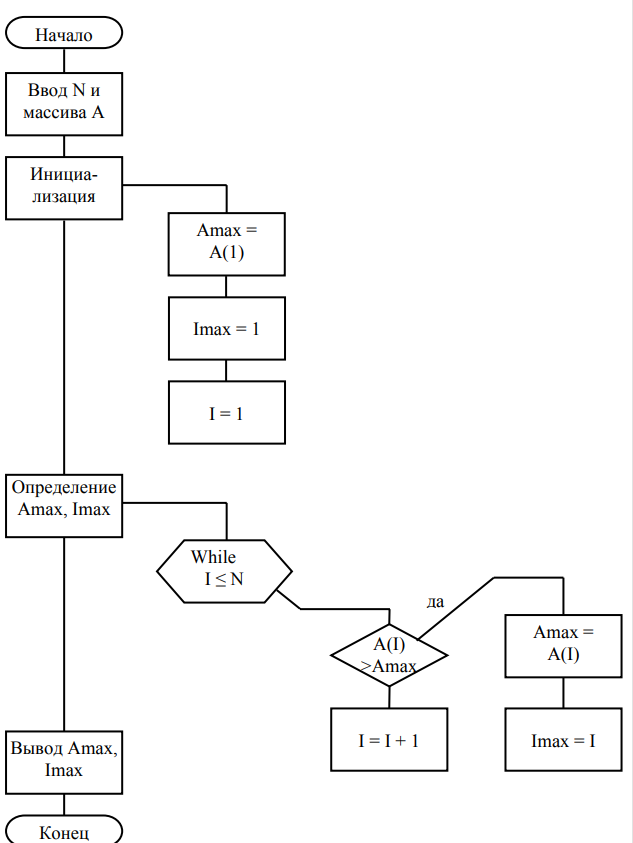 Начало
Ввод N и
массива A
Инициа-
лизация
Amax =
A(1)
Imax = 1
I = 1
Определение
Amax, Imax
While
I ≤ N
да
A(I)
>Amax
Amax =
A(I)
I = I + 1
Imax = I
Вывод Amax,
Imax
Конец